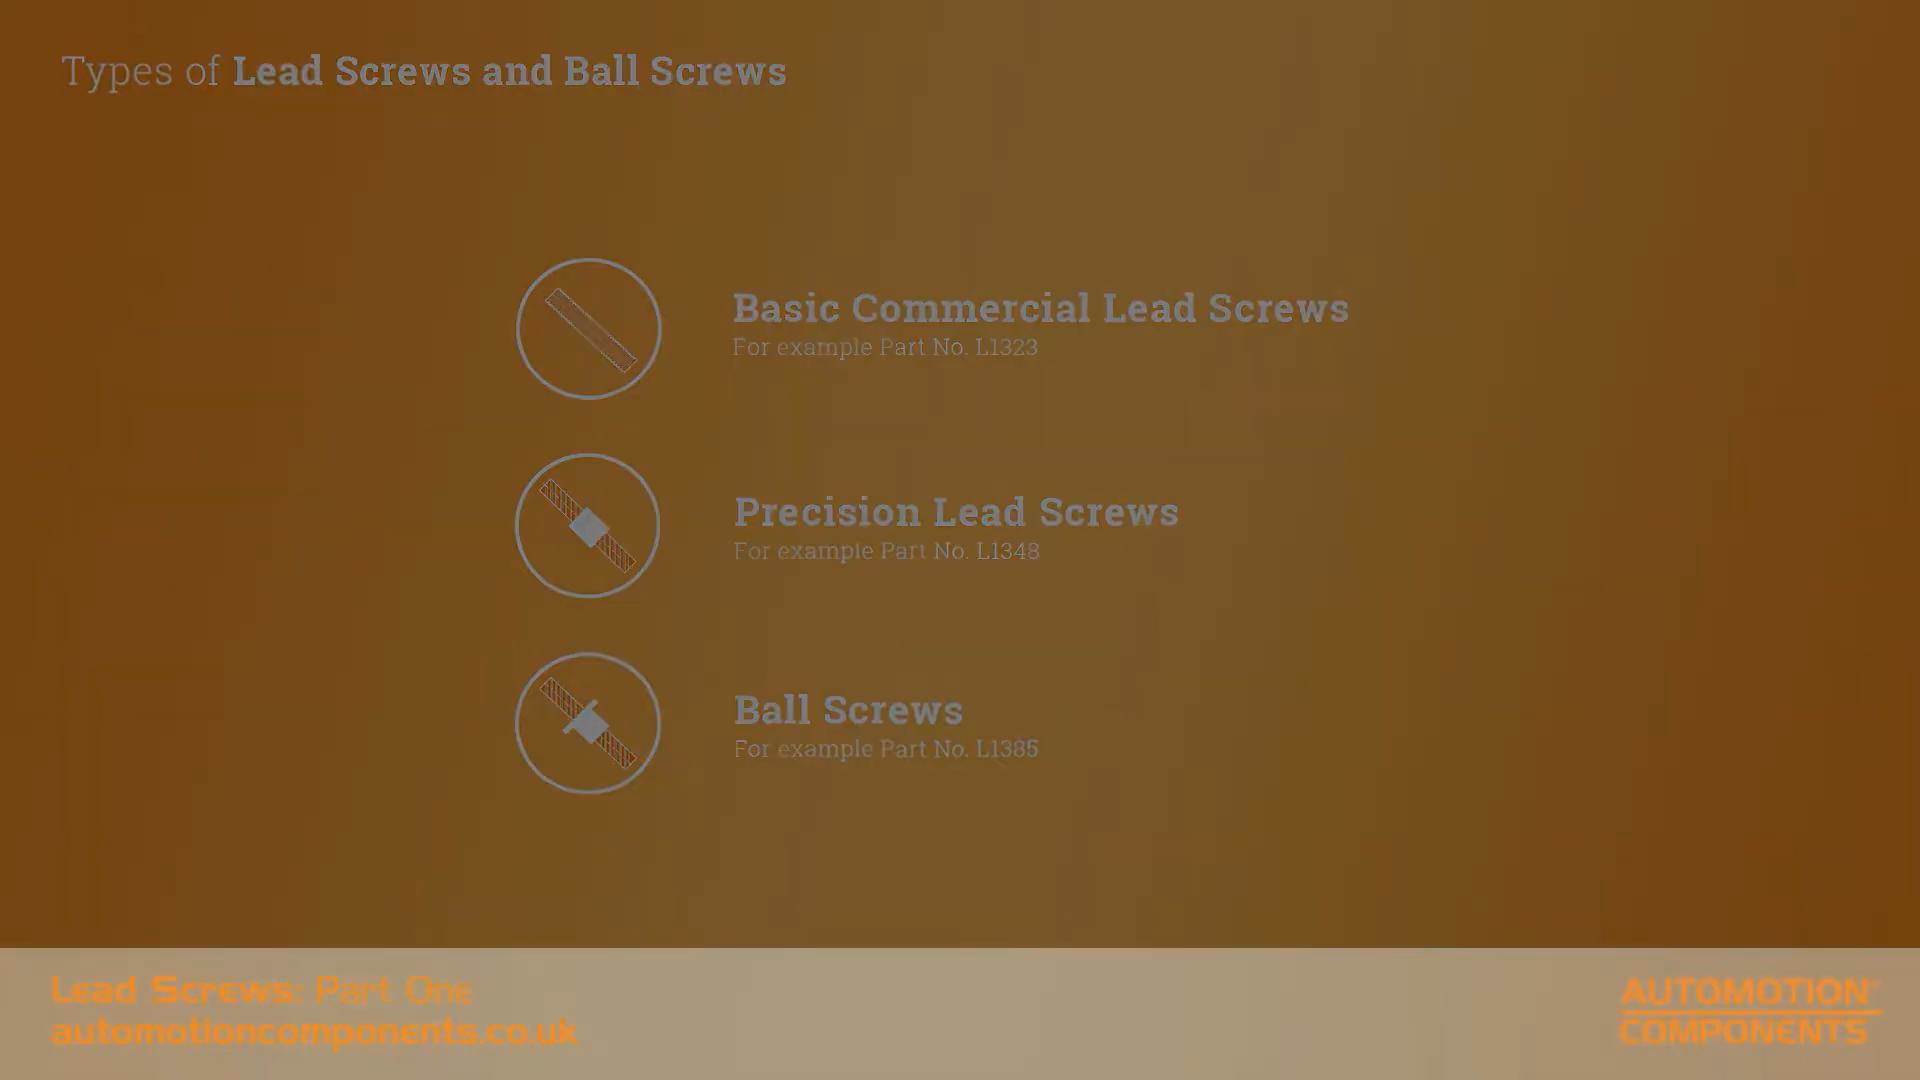 Types of Lead Screws and Ball Screws
Basic Commercial Lead Screws
For example Part No. L1323
Precision Lead Screws
For example Part No. L1348
Ball Screws
For example Part No. L1385
Lead Screws: Part One
automotioncomponents.co.uk
AUTOMOTION
COMPONENTS